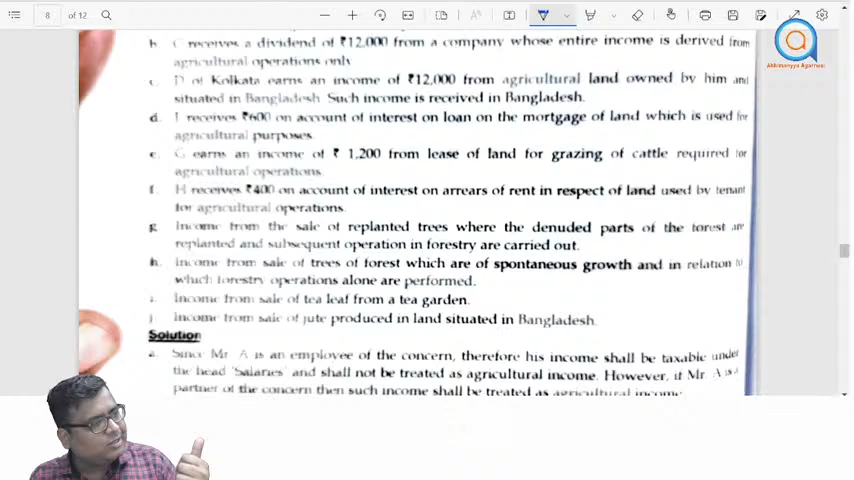 8 of 12
b. C receives a dividend of ₹12,000 from a company whose entire income is derived from
agricultural operations only
c. D of Kolkata earns an income of ₹12,000 from agricultural land owned by him and
situated in Bangladesh. Such income is received in Bangladesh.
d. F receives ₹600 on account of interest on loan on the mortgage of land which is used for
agricultural purposes.
e. G earns an income of ₹ 1,200 from lease of land for grazing of cattle required for
agricultural operations.
f. H receives ₹400 on account of interest on arrears of rent in respect of land used by tenant
for agricultural operations.
g. Income from the sale of replanted trees where the denuded parts of the forest are
replanted and subsequent operation in forestry are carried out.
h. Income from sale of trees of forest which are of spontaneous growth and in relation to
which forestry operations alone are performed.
i. Income from sale of tea leaf from a tea garden.
j. Income from sale of jute produced in land situated in Bangladesh.
Solution
a. Since Mr. A is an employee of the concern, therefore his income shall be taxable under
the head 'Salaries' and shall not be treated as agricultural income. However, if Mr. A is a
partner of the concern then such income shall be treated as agricultural income.